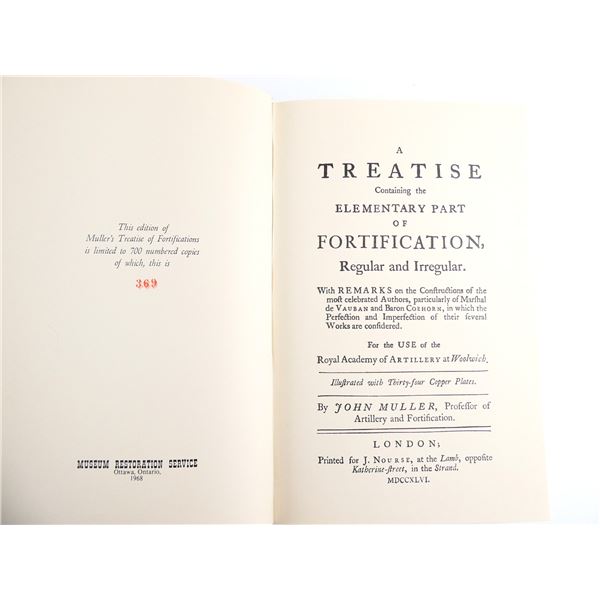 This edition of
Muller's Treatise of Fortifications
is limited to 700 numbered copies
of which, this is
369
MUSEUM RESTORATION SERVICE
Ottawa, Ontario,
1968
A
TREATISE
Containing the
ELEMENTARY PART
OF
FORTIFICATION,
Regular and Irregular.
With REMARKS on the Conſtructions of the
moſt celebrated Authors, particularly of Marſhal
de VAUBAN and Baron COEHORN, in which the
Perfection and Imperfection of their ſeveral
Works are conſidered.
For the USE of the
Royal Academy of ARTILLERY at Woolwich.
Illuſtrated with Thirty-four Copper Plates.
By JOHN MULLER, Profeſſor of
Artillery and Fortification.
LONDON;
Printed for J. NOURSE, at the Lamb, oppoſite
Katherine-ſtreet, in the Strand.
MDCCXLVI.